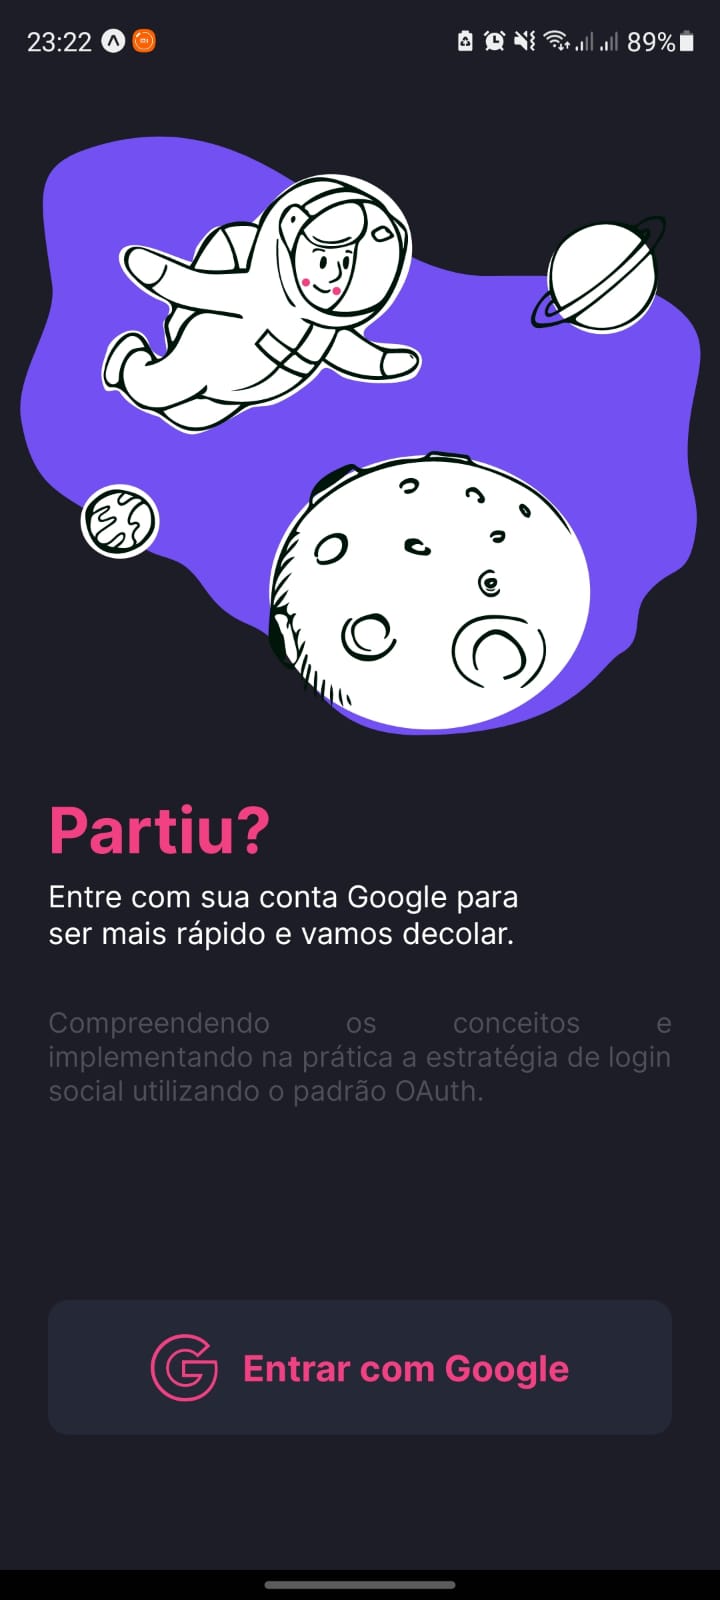 23:22
89%
Partiu?
Entre com sua conta Google para
ser mais rápido e vamos decolar.
Compreendendo os conceitos e
implementando na prática a estratégia de login
social utilizando o padrão OAuth.
Entrar com Google